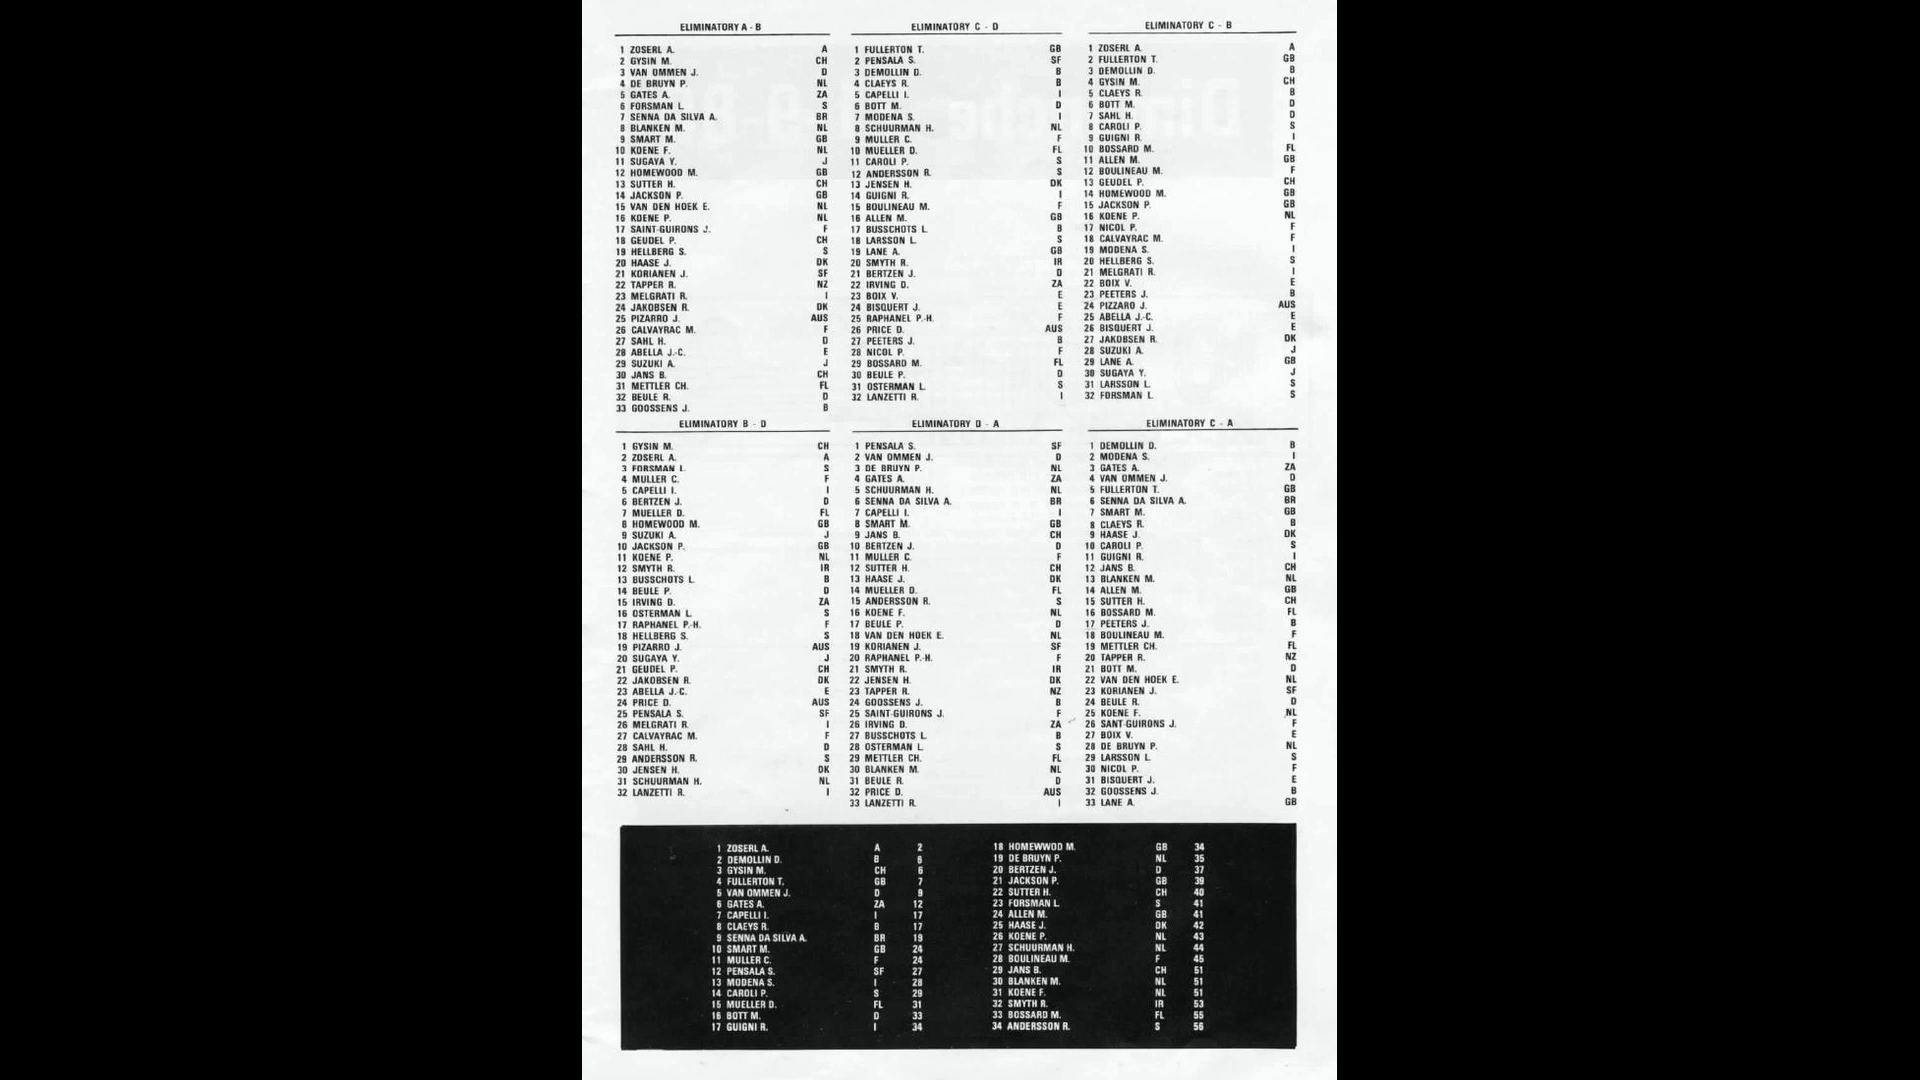 ELIMINATORY A - B
1 ZOSERL A. A
2 GYSIN M. CH
3 VAN OMMEN J. D
4 DE BRUYN P. NL
5 GATES A. ZA
6 FORSMAN L. S
7 SENNA DA SILVA A. BR
8 BLANKEN M. NL
9 SMART M. GB
10 KOENE F. NL
11 SUGAYA Y. J
12 HOMEWOOD M. GB
13 SUTTER H. CH
14 JACKSON P. GB
15 VAN DEN HOEK E. NL
16 KOENE P. NL
17 SAINT-GUIRONS J. F
18 GEUDEL P. CH
19 HELLBERG S. S
20 HAASE J. DK
21 KORIANEN J. SF
22 TAPPER R. NZ
23 MELGRATI R. I
24 JAKOBSEN R. DK
25 PIZARRO J. AUS
26 CALVAYRAC M. F
27 SAHL H. D
28 ABELLA J.-C. E
29 SUZUKI A. J
30 JANS B. CH
31 METTLER CH. FL
32 BEULE R. D
33 GOOSSENS J. B
ELIMINATORY C - D
1 FULLERTON T. GB
2 PENSALA S. SF
3 DEMOLLIN D. B
4 CLAEYS R. B
5 CAPELLI I. I
6 BOTT M. D
7 MODENA S. I
8 SCHUURMAN H. NL
9 MULLER C. F
10 MUELLER D. FL
11 CAROLI P. S
12 ANDERSSON R. S
13 JENSEN H. DK
14 GUIGNI R. I
15 BOULINEAU M. F
16 ALLEN M. GB
17 BUSSCHOTS L. B
18 LARSSON L. S
19 LANE A. GB
20 SMYTH R. IR
21 BERTZEN J. D
22 IRVING D. ZA
23 BOIX V. E
24 BISQUERT J. E
25 RAPHANEL P.-H. F
26 PRICE D. AUS
27 PEETERS J. B
28 NICOL P. F
29 BOSSARD M. FL
30 BEULE P. D
31 OSTERMAN L. S
32 LANZETTI R. I
ELIMINATORY C - B
1 ZOSERL A. A
2 FULLERTON T. GB
3 DEMOLLIN D. B
4 GYSIN M. CH
5 CLAEYS R. B
6 BOTT M. D
7 SAHL H. D
8 CAROLI P. S
9 GUIGNI R. I
10 BOSSARD M. FL
11 ALLEN M. GB
12 BOULINEAU M. F
13 GEUDEL P. CH
14 HOMEWOOD M. GB
15 JACKSON P. GB
16 KOENE P. NL
17 NICOL P. F
18 CALVAYRAC M. F
19 MODENA S. I
20 HELLBERG S. S
21 MELGRATI R. I
22 BOIX V. E
23 PEETERS J. B
24 PIZZARO J. AUS
25 ABELLA J.-C. E
26 BISQUERT J. E
27 JAKOBSEN R. DK
28 SUZUKI A. J
29 LANE A. GB
30 SUGAYA Y. J
31 LARSSON L. S
32 FORSMAN L. S
ELIMINATORY B - D
1 GYSIN M. CH
2 ZOSERL A. A
3 FORSMAN L. S
4 MULLER C. F
5 CAPELLI I. I
6 BERTZEN J. D
7 MUELLER D. FL
8 HOMEWOOD M. GB
9 SUZUKI A. J
10 JACKSON P. GB
11 KOENE P. NL
12 SMYTH R. IR
13 BUSSCHOTS L. B
14 BEULE P. D
15 IRVING D. ZA
16 OSTERMAN L. S
17 RAPHANEL P.-H. F
18 HELLBERG S. S
19 PIZARRO J. AUS
20 SUGAYA Y. J
21 GEUDEL P. CH
22 JAKOBSEN R. DK
23 ABELLA J.-C. E
24 PRICE D. AUS
25 PENSALA S. SF
26 MELGRATI R. I
27 CALVAYRAC M. F
28 SAHL H. D
29 ANDERSSON R. S
30 JENSEN H. DK
31 SCHUURMAN H. NL
32 LANZETTI R. I
ELIMINATORY D - A
1 PENSALA S. SF
2 VAN OMMEN J. D
3 DE BRUYN P. NL
4 GATES A. ZA
5 SCHUURMAN H. NL
6 SENNA DA SILVA A. BR
7 CAPELLI I. I
8 SMART M. GB
9 JANS B. CH
10 BERTZEN J. D
11 MULLER C. F
12 SUTTER H. CH
13 HAASE J. DK
14 MUELLER D. FL
15 ANDERSSON R. S
16 KOENE F. NL
17 BEULE P. D
18 VAN DEN HOEK E. NL
19 KORIANEN J. SF
20 RAPHANEL P.-H. F
21 SMYTH R. IR
22 JENSEN H. DK
23 TAPPER R. NZ
24 GOOSSENS J. B
25 SAINT-GUIRONS J. F
26 IRVING D. ZA
27 BUSSCHOTS L. B
28 OSTERMAN L. S
29 METTLER CH. FL
30 BLANKEN M. NL
31 BEULE R. D
32 PRICE D. AUS
33 LANZETTI R. I
ELIMINATORY C - A
1 DEMOLLIN D. B
2 MODENA S. I
3 GATES A. ZA
4 VAN OMMEN J. D
5 FULLERTON T. GB
6 SENNA DA SILVA A. BR
7 SMART M. GB
8 CLAEYS R. B
9 HAASE J. DK
10 CAROLI P. S
11 GUIGNI R. I
12 JANS B. CH
13 BLANKEN M. NL
14 ALLEN M. GB
15 SUTTER H. CH
16 BOSSARD M. FL
17 PEETERS J. B
18 BOULINEAU M. F
19 METTLER CH. FL
20 TAPPER R. NZ
21 BOTT M. D
22 VAN DEN HOEK E. NL
23 KORIANEN J. SF
24 BEULE R. D
25 KOENE F. NL
26 SANT-GUIRONS J. F
27 BOIX V. E
28 DE BRUYN P. NL
29 LARSSON L. S
30 NICOL P. F
31 BISQUERT J. E
32 GOOSSENS J. B
33 LANE A. GB
1 ZOSERL A. A 2
2 DEMOLLIN D. B 6
3 GYSIN M. CH 6
4 FULLERTON T. GB 7
5 VAN OMMEN J. D 9
6 GATES A. ZA 12
7 CAPELLI I. I 17
8 CLAEYS R. B 17
9 SENNA DA SILVA A. BR 19
10 SMART M. GB 24
11 MULLER C. F 24
12 PENSALA S. SF 27
13 MODENA S. I 28
14 CAROLI P. S 29
15 MUELLER D. FL 31
16 BOTT M. D 33
17 GUIGNI R. I 34
18 HOMEWWOD M. GB 34
19 DE BRUYN P. NL 35
20 BERTZEN J. D 37
21 JACKSON P. GB 39
22 SUTTER H. CH 40
23 FORSMAN L. S 41
24 ALLEN M. GB 41
25 HAASE J. DK 42
26 KOENE P. NL 43
27 SCHUURMAN H. NL 44
28 BOULINEAU M. F 45
29 JANS B. CH 51
30 BLANKEN M. NL 51
31 KOENE F. NL 51
32 SMYTH R. IR 53
33 BOSSARD M. FL 55
34 ANDERSSON R. S 56